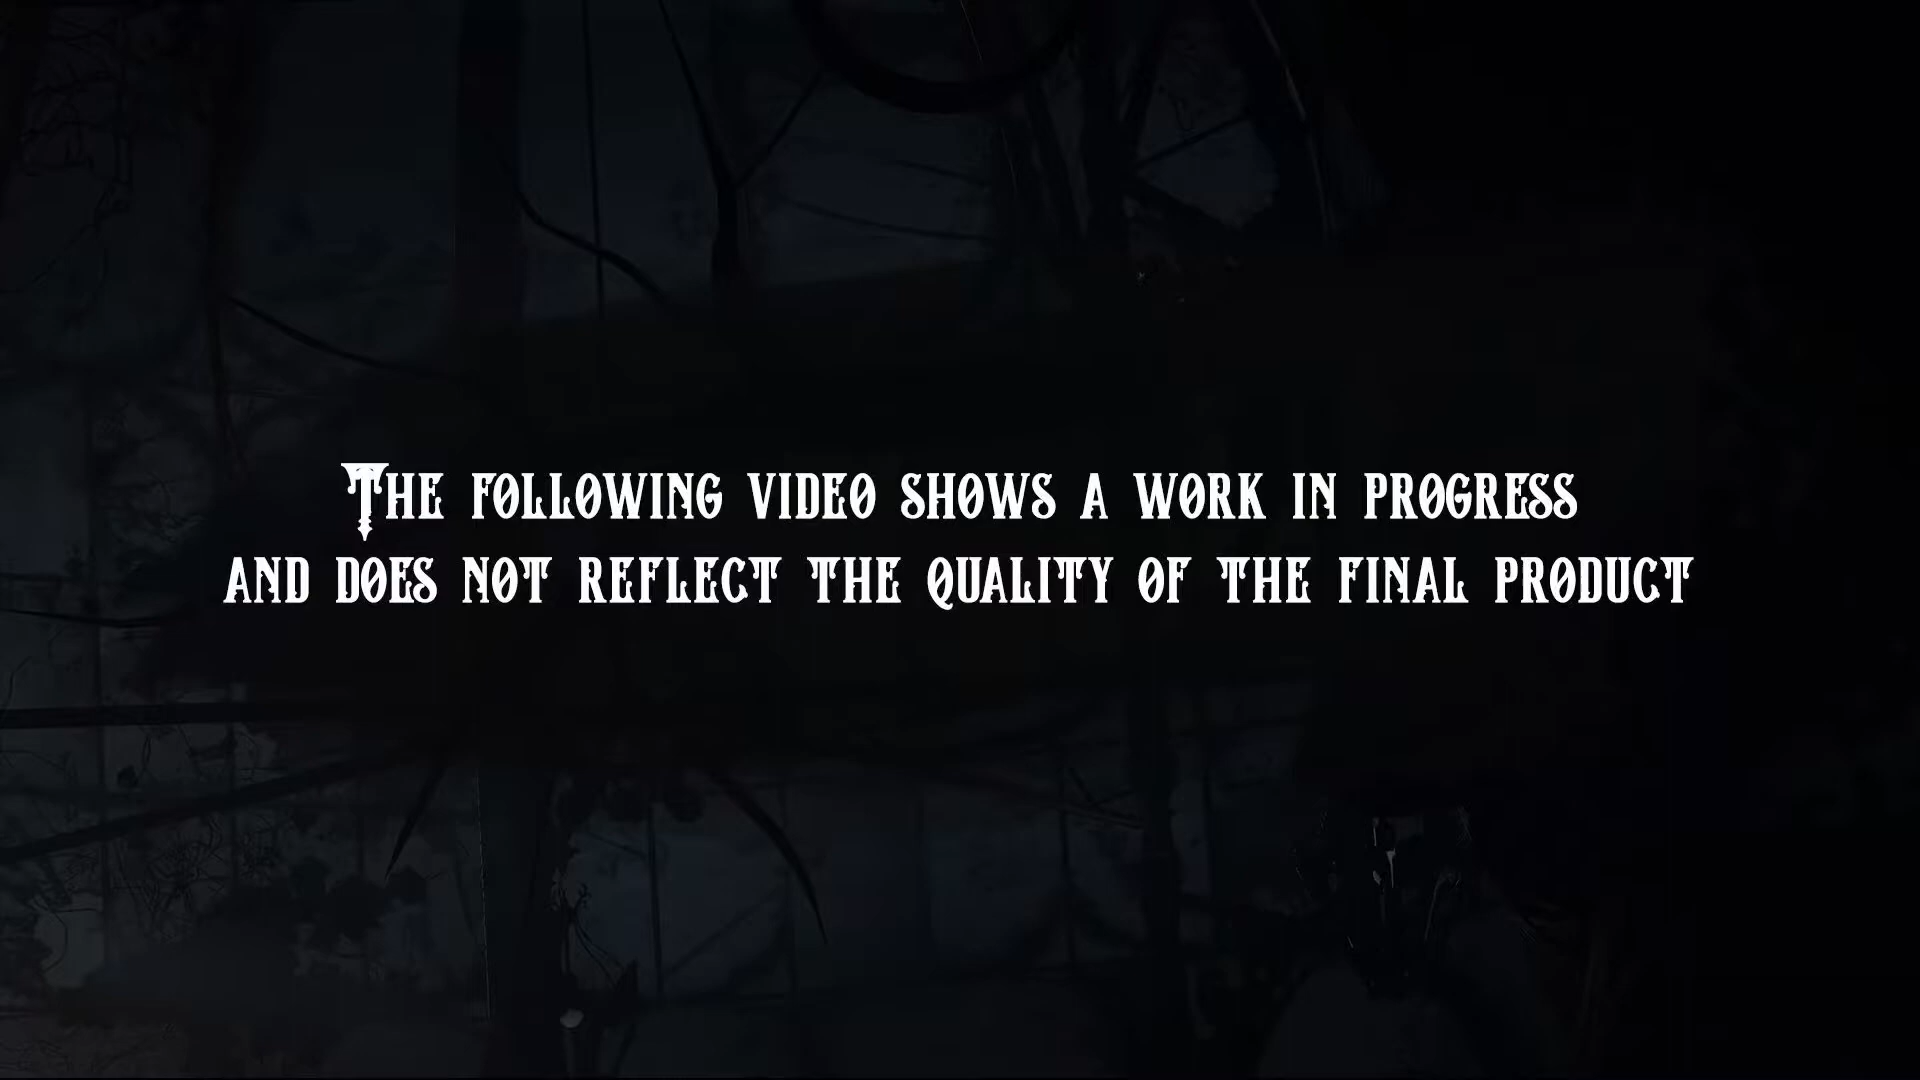 The following video shows a work in progress
and does not reflect the quality of the final product